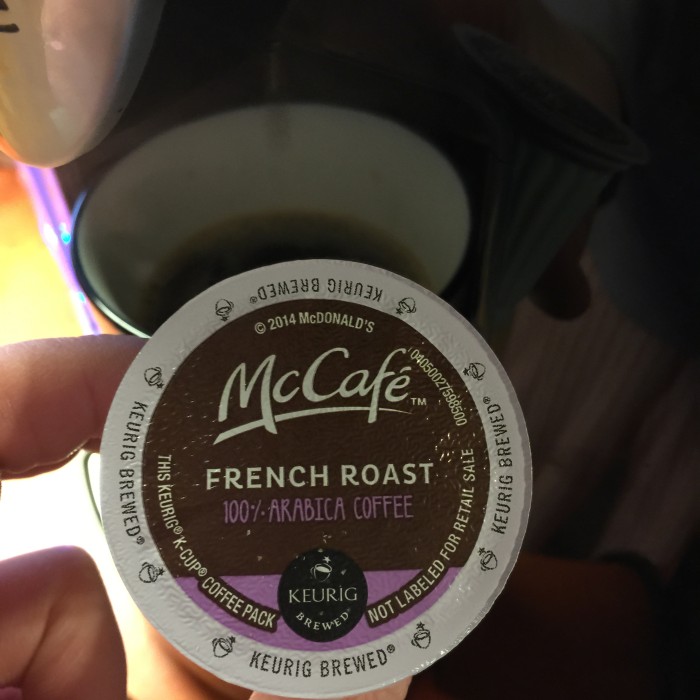 KEURIG BREWED®
© 2014 McDONALD'S
McCafé™
04050027598500
FRENCH ROAST
100% ARABICA COFFEE
THIS KEURIG® K-CUP® COFFEE PACK
NOT LABELED FOR RETAIL SALE
KEURIG
BREWED®
KEURIG BREWED®
KEURIG BREWED®
KEURIG BREWED®